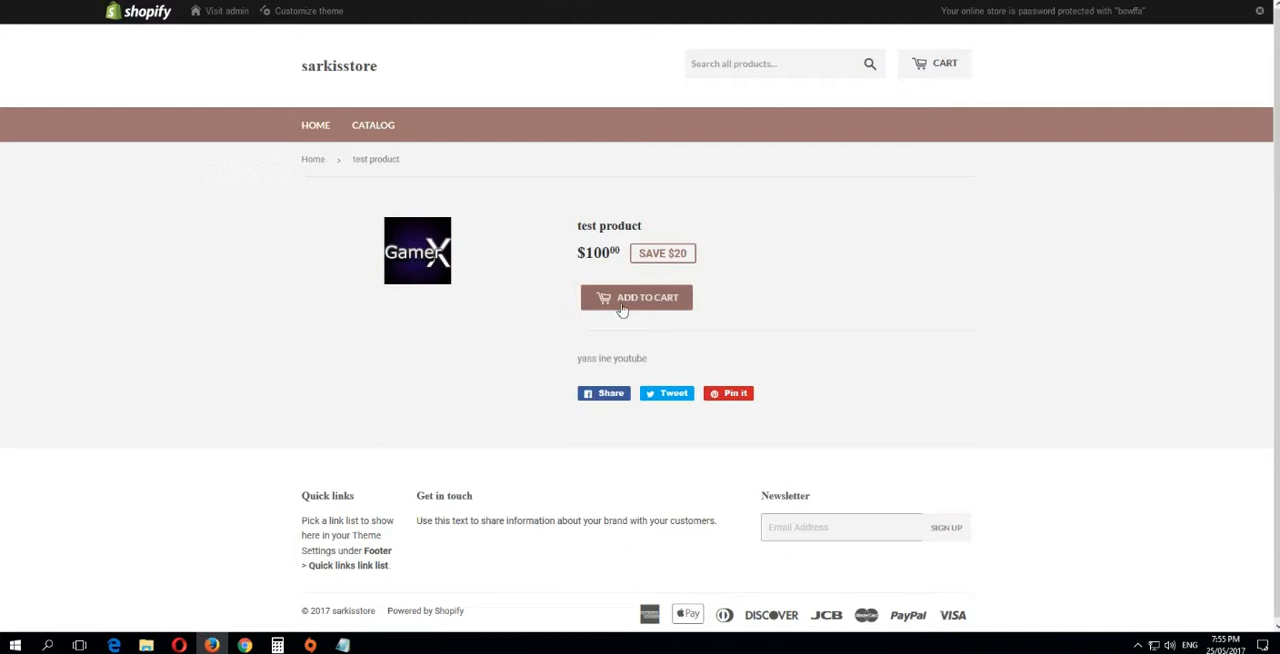 shopify Visit admin Customize theme Your online store is password protected with "bowffa"
sarkisstore
Search all products...
CART
HOME CATALOG
Home › test product
GamerX
test product
$100.00 SAVE $20
ADD TO CART
yass ine youtube
Share Tweet Pin it
Quick links
Pick a link list to show
here in your Theme
Settings under Footer
> Quick links link list.
Get in touch
Use this text to share information about your brand with your customers.
Newsletter
Email Address SIGN UP
© 2017 sarkisstore Powered by Shopify
Pay DISCOVER JCB MasterCard PayPal VISA
ENG 7:55 PM
25/05/2017